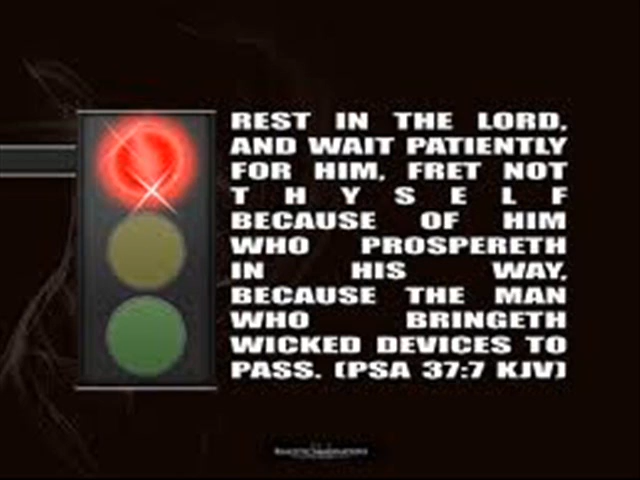 REST IN THE LORD,
AND WAIT PATIENTLY
FOR HIM, FRET NOT
T H Y S E L F
BECAUSE OF HIM
WHO PROSPERETH
IN HIS WAY,
BECAUSE THE MAN
WHO BRINGETH
WICKED DEVICES TO
PASS. (PSA 37:7 KJV)